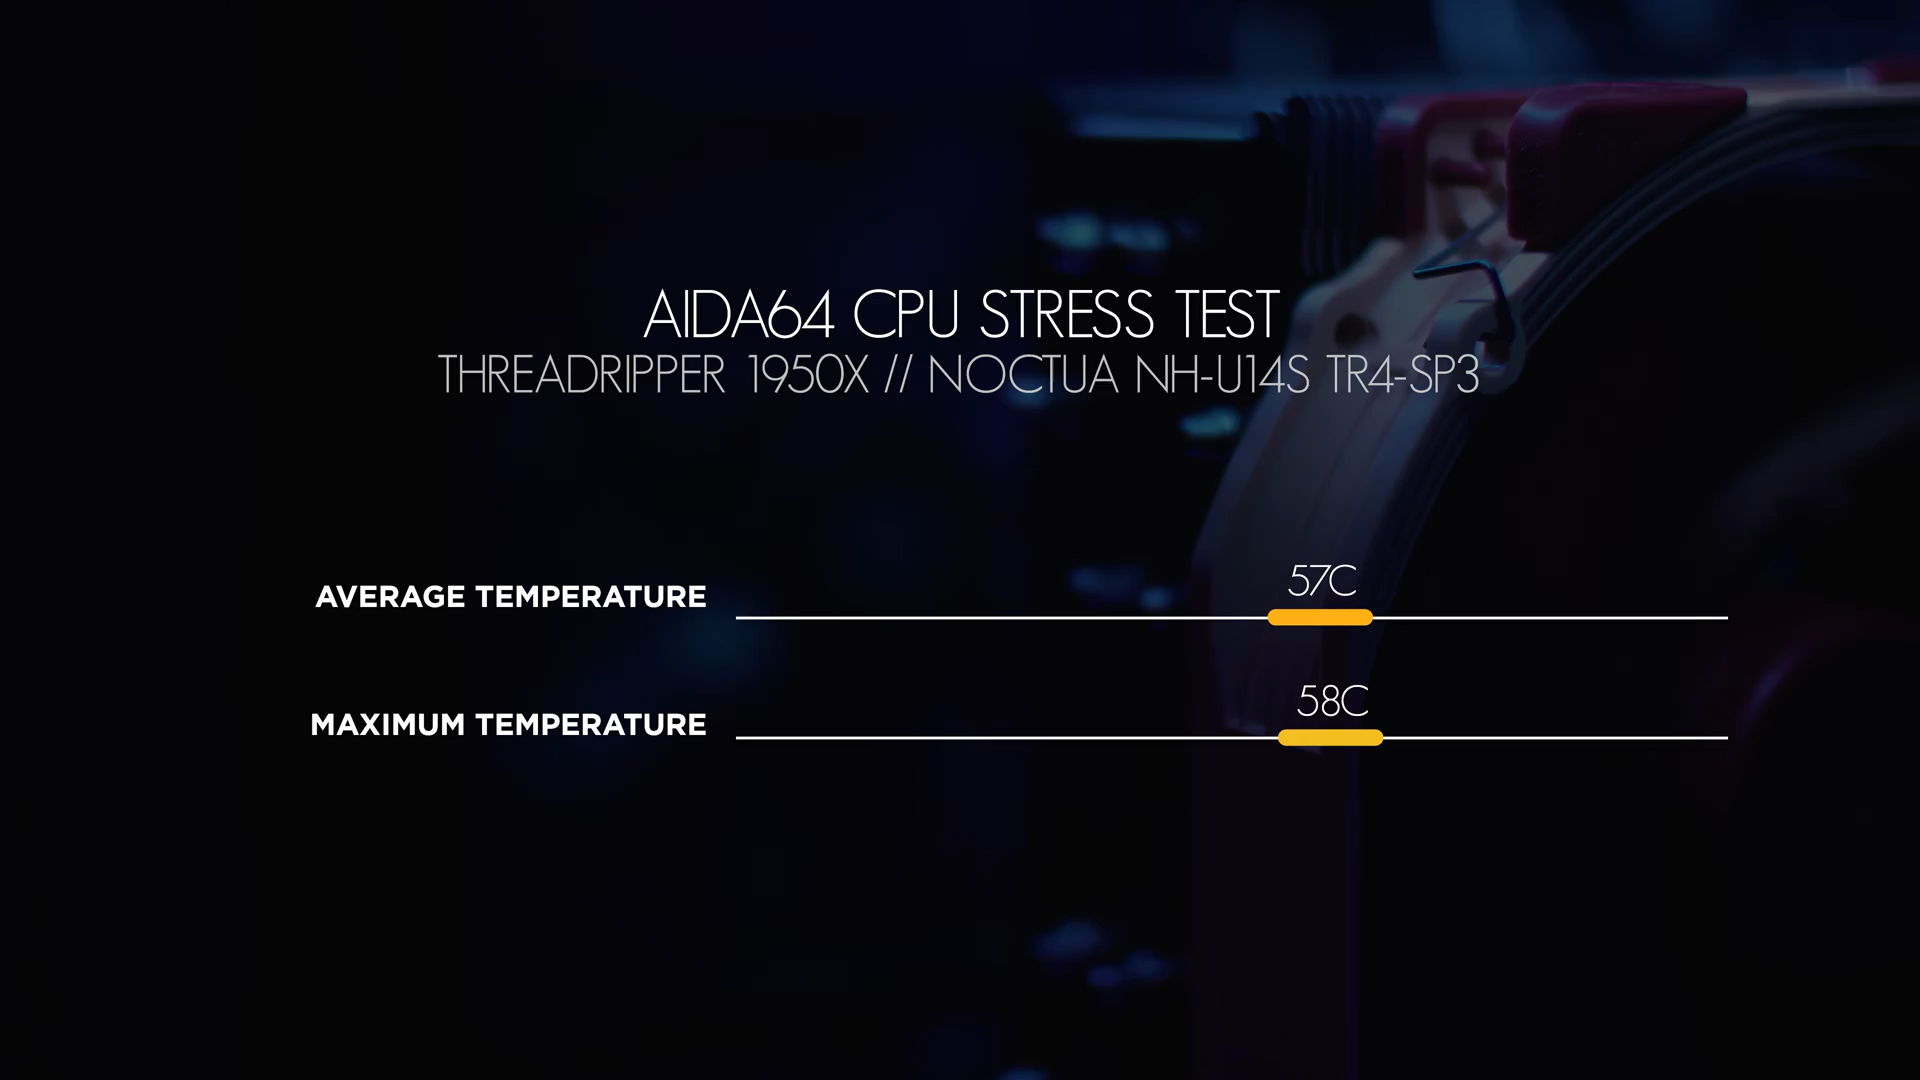 AIDA64 CPU STRESS TEST
THREADRIPPER 1950X // NOCTUA NH-U14S TR4-SP3
57C
AVERAGE TEMPERATURE
58C
MAXIMUM TEMPERATURE